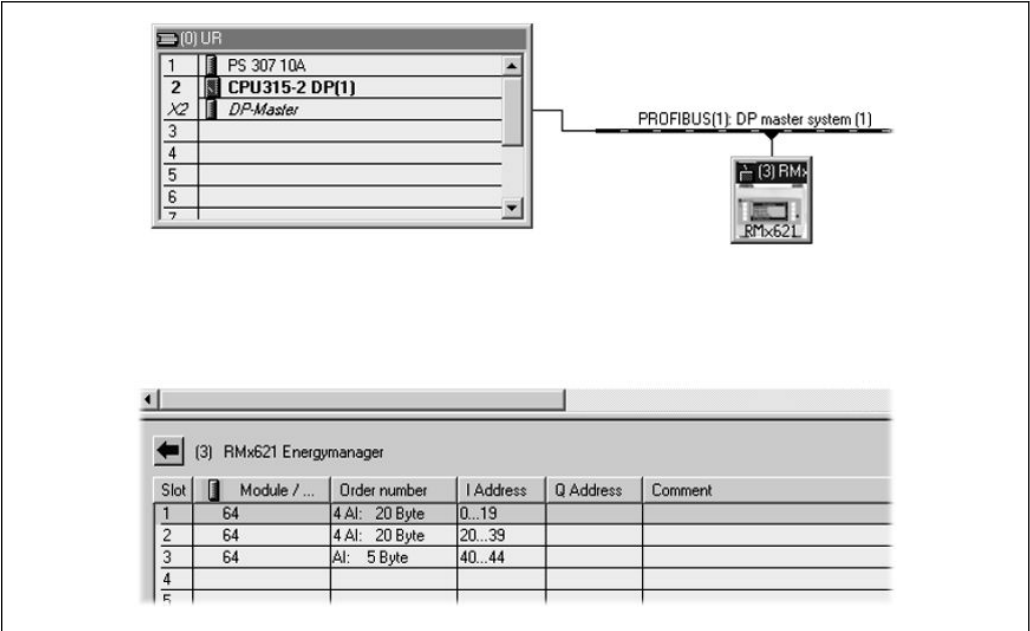 (0) UR
1 PS 307 10A
2 CPU315-2 DP(1)
X2 DP-Master
3
4
5
6
7
PROFIBUS(1): DP master system (1)
(3) RMx
RMx621
(3) RMx621 Energymanager
Slot Module / ... Order number I Address Q Address Comment
1 64 4 AI: 20 Byte 0...19
2 64 4 AI: 20 Byte 20...39
3 64 AI: 5 Byte 40...44
4
5